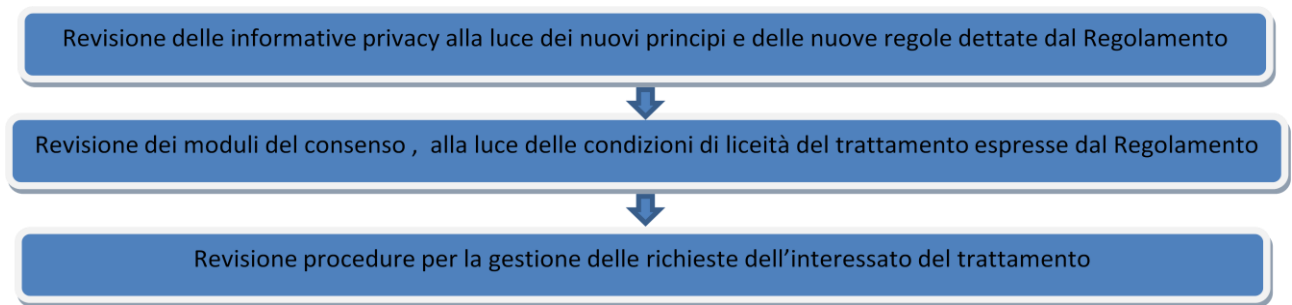 Revisione delle informative privacy alla luce dei nuovi principi e delle nuove regole dettate dal Regolamento
Revisione dei moduli del consenso , alla luce delle condizioni di liceità del trattamento espresse dal Regolamento
Revisione procedure per la gestione delle richieste dell’interessato del trattamento